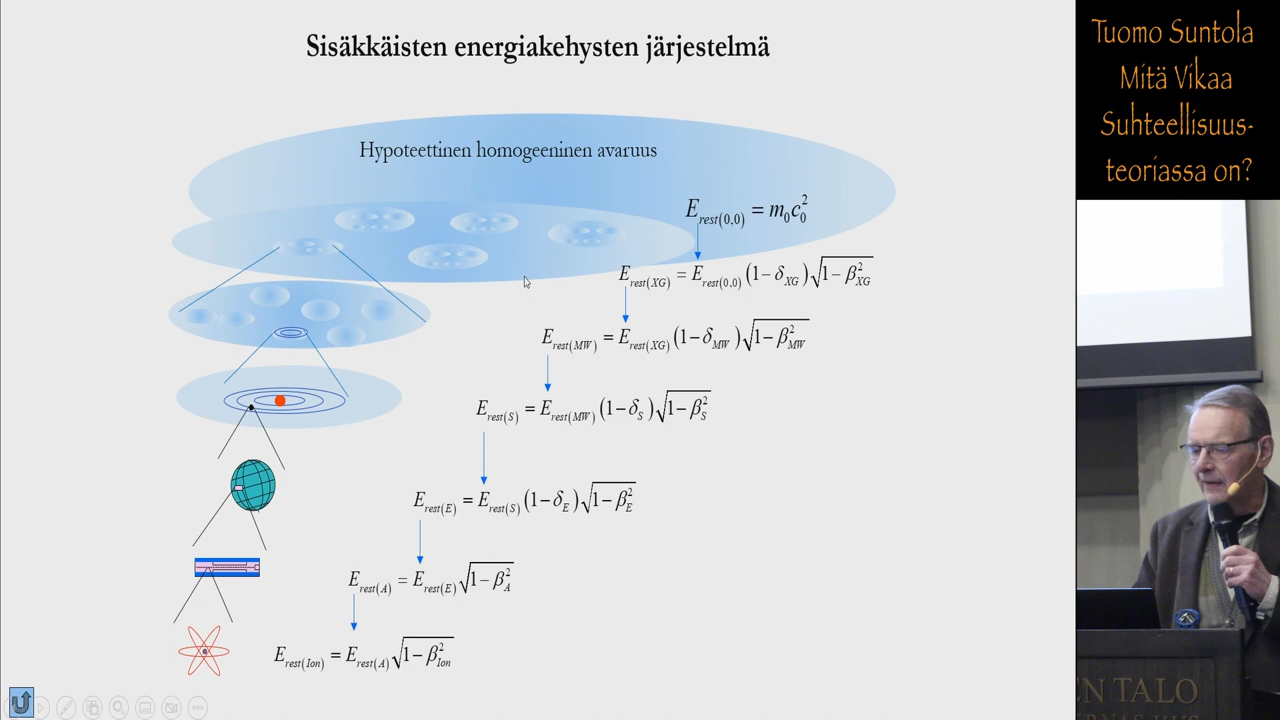 Sisäkkäisten energiakehysten järjestelmä
Hypoteettinen homogeeninen avaruus
E_rest(0,0) = m_0 c_0^2
E_rest(XG) = E_rest(0,0) (1−δ_XG) √(1−β_XG^2)
E_rest(MW) = E_rest(XG) (1−δ_MW) √(1−β_MW^2)
E_rest(S) = E_rest(MW) (1−δ_S) √(1−β_S^2)
E_rest(E) = E_rest(S) (1−δ_E) √(1−β_E^2)
E_rest(A) = E_rest(E) √(1−β_A^2)
E_rest(Ion) = E_rest(A) √(1−β_Ion^2)
Tuomo Suntola
Mitä Vikaa
Suhteellisuus-
teoriassa on?
EN TALO